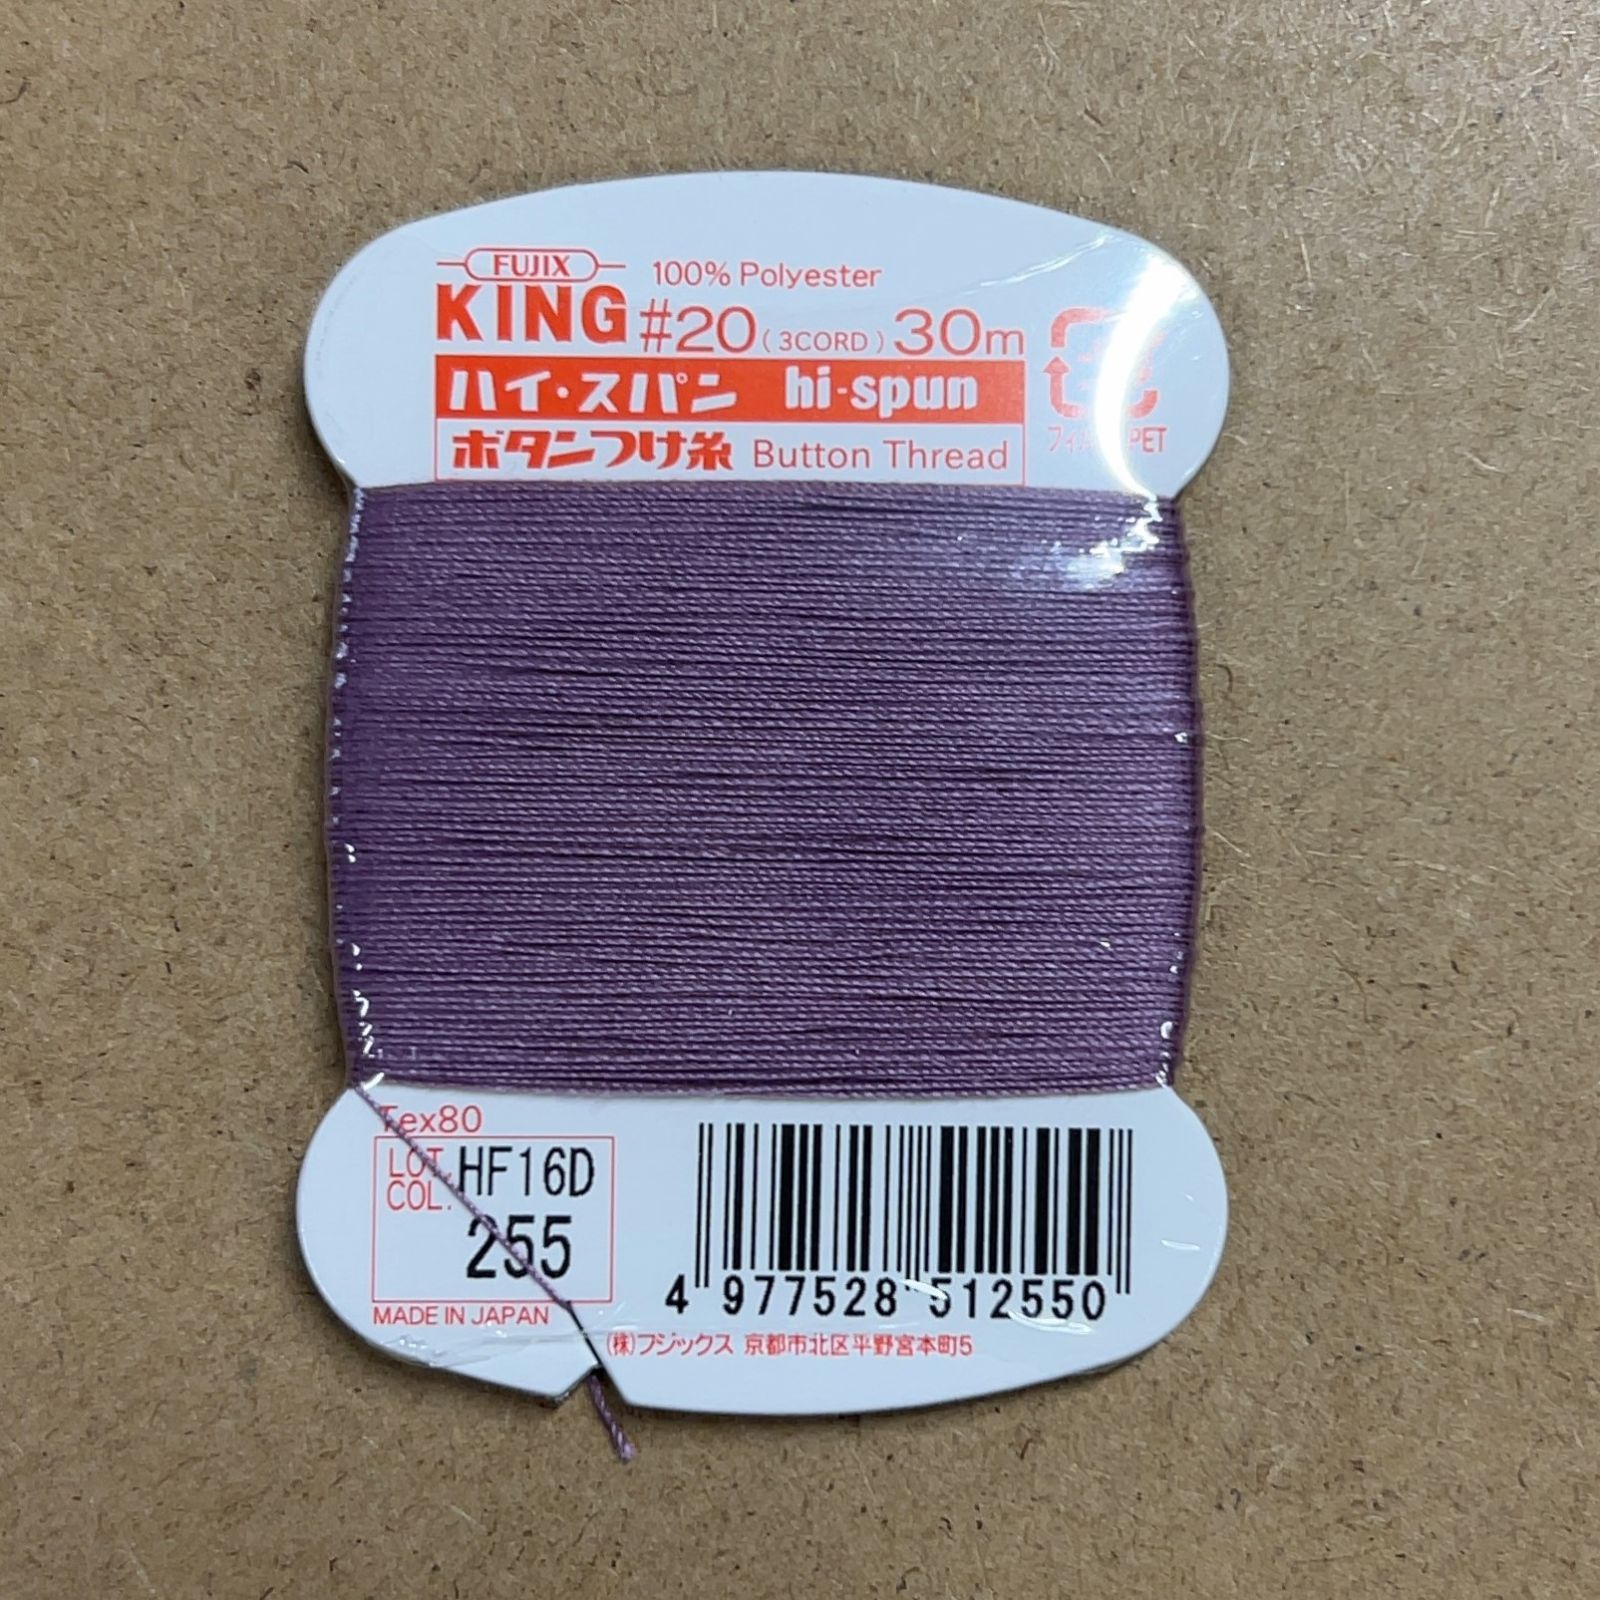 FUJIX
100% Polyester
KING #20 (3CORD) 30m
ハイ・スパン hi-spun
ボタンつけ糸 Button Thread
PET
Tex80
LOT. HF16D
COL. 255
MADE IN JAPAN
4 977528 512550
(株)フジックス 京都市北区平野宮本町5